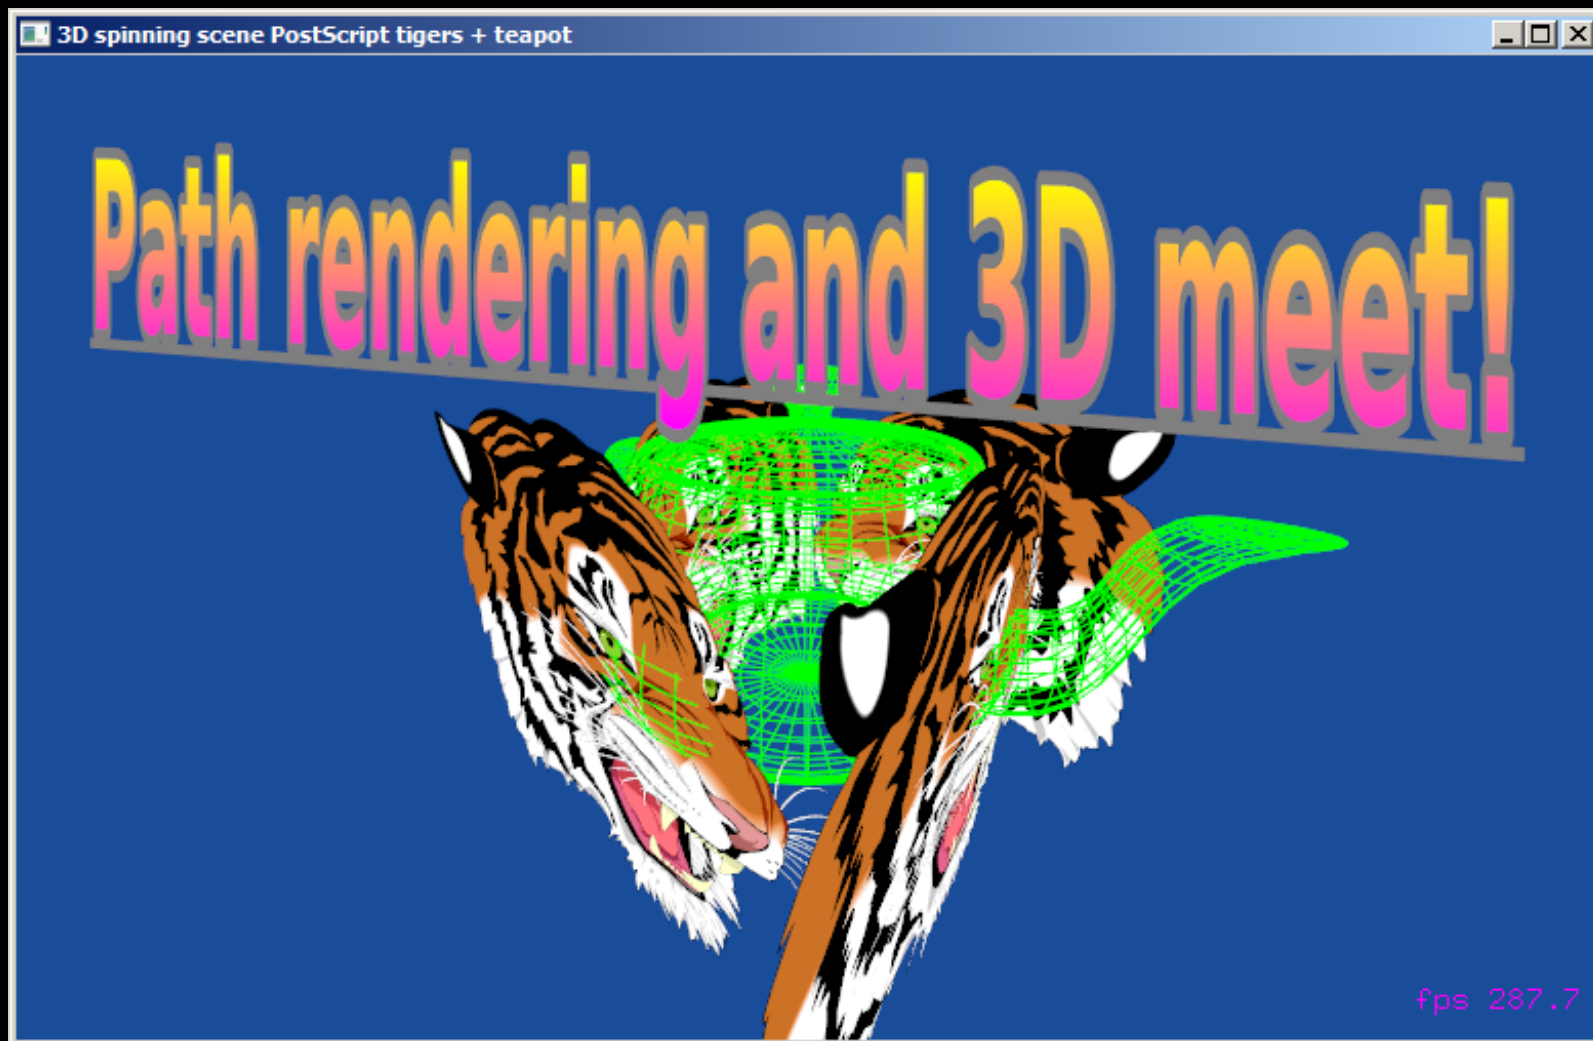 3D spinning scene PostScript tigers + teapot
Path rendering and 3D meet!
fps 287.7